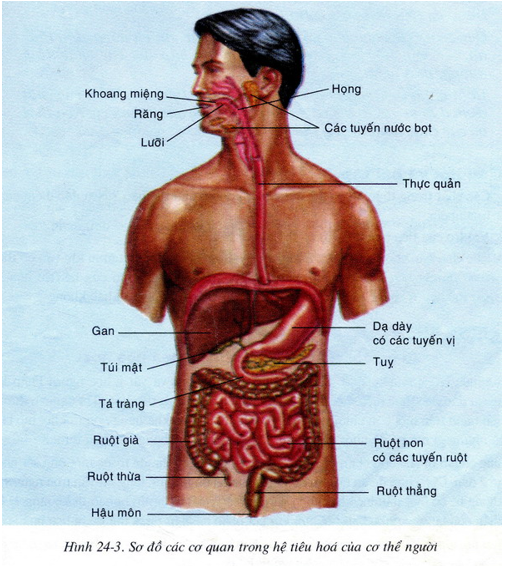 Khoang miệng
Răng
Lưỡi
Họng
Các tuyến nước bọt
Thực quản
Gan
Túi mật
Tá tràng
Ruột già
Ruột thừa
Hậu môn
Dạ dày
có các tuyến vị
Tuỵ
Ruột non
có các tuyến ruột
Ruột thẳng
Hình 24-3. Sơ đồ các cơ quan trong hệ tiêu hoá của cơ thể người